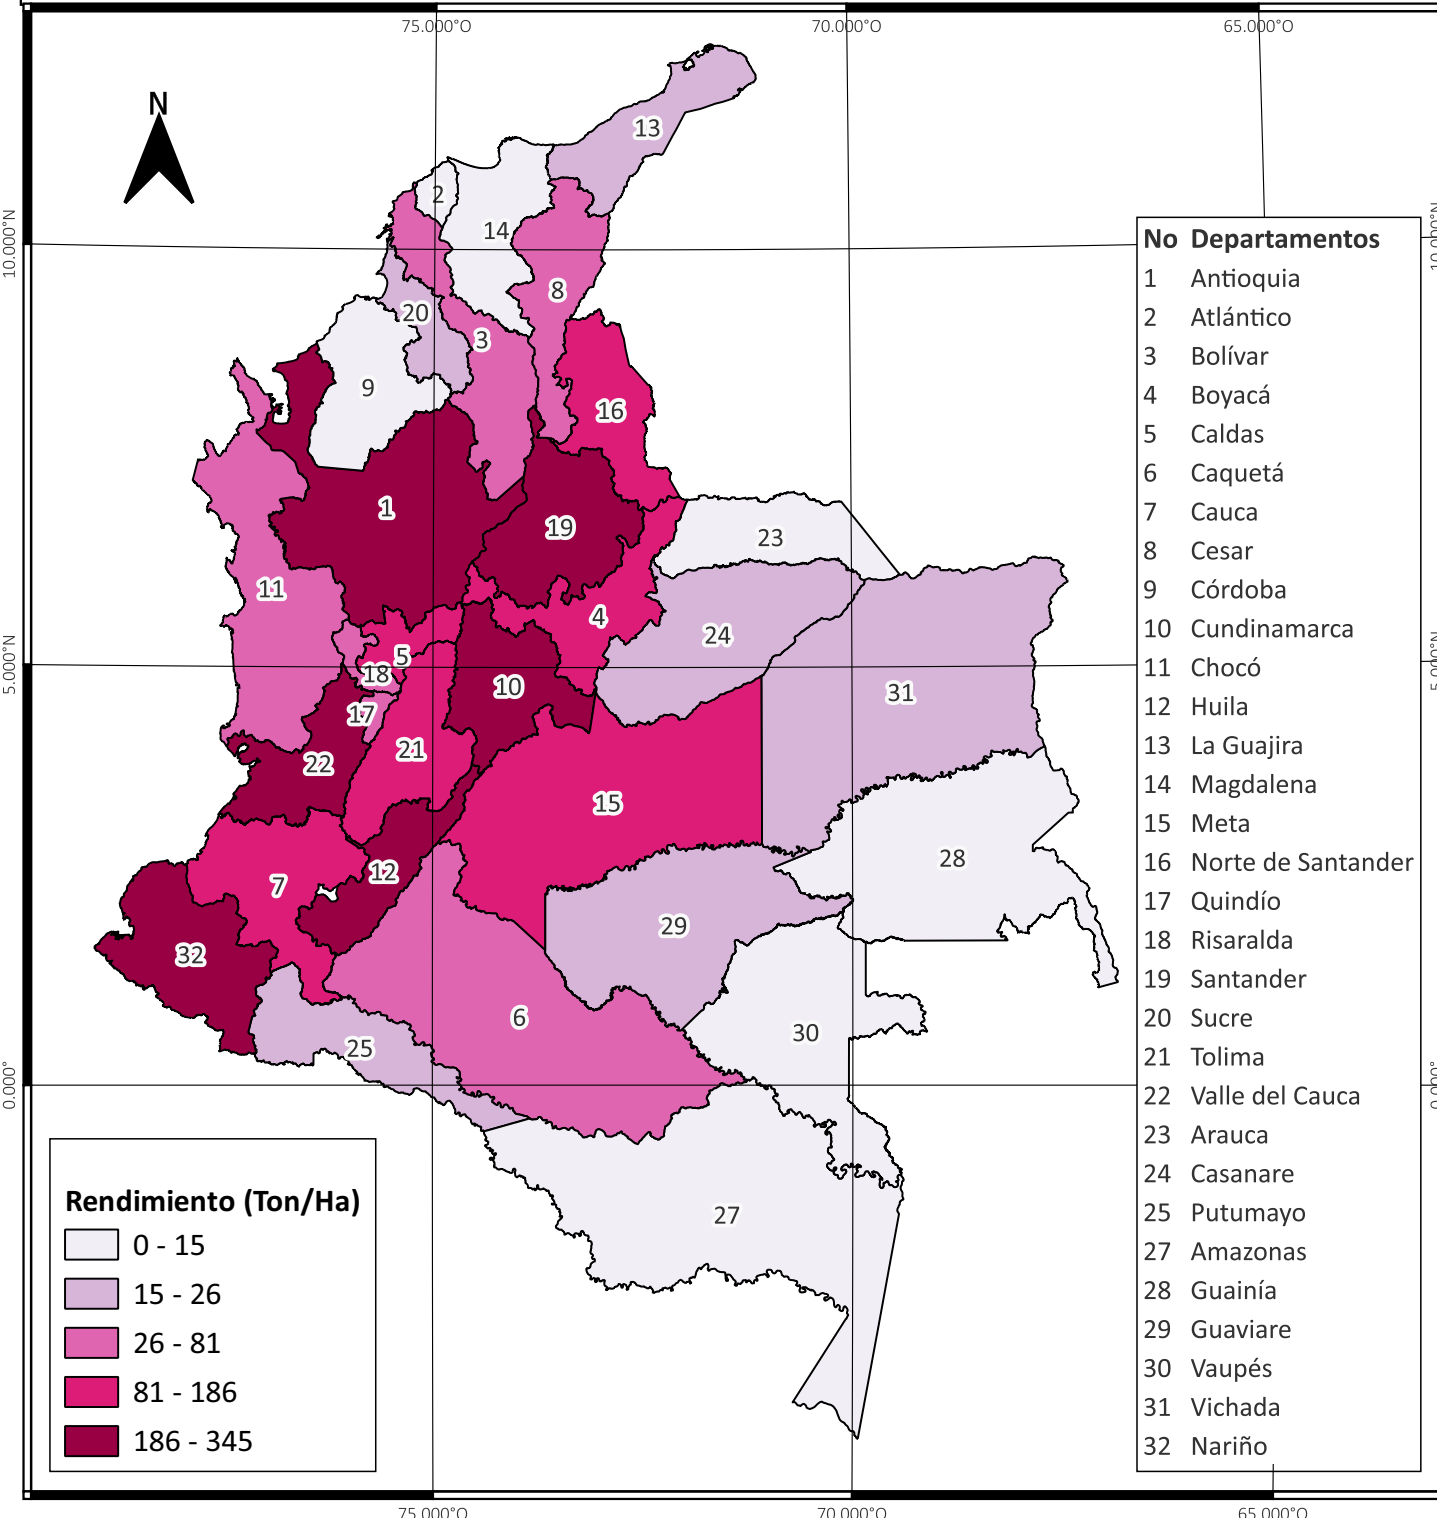 75.000°O 70.000°O 65.000°O
N
10.000°N
5.000°N
0.000°
13
2
14
8
20
3
9
16
1
19
23
11
4
24
5
18
10
31
17
21
22
15
28
12
7
29
32
6
30
25
27
No Departamentos
1 Antioquia
2 Atlántico
3 Bolívar
4 Boyacá
5 Caldas
6 Caquetá
7 Cauca
8 Cesar
9 Córdoba
10 Cundinamarca
11 Chocó
12 Huila
13 La Guajira
14 Magdalena
15 Meta
16 Norte de Santander
17 Quindío
18 Risaralda
19 Santander
20 Sucre
21 Tolima
22 Valle del Cauca
23 Arauca
24 Casanare
25 Putumayo
27 Amazonas
28 Guainía
29 Guaviare
30 Vaupés
31 Vichada
32 Nariño
Rendimiento (Ton/Ha)
0 - 15
15 - 26
26 - 81
81 - 186
186 - 345
75.000°O 70.000°O 65.000°O